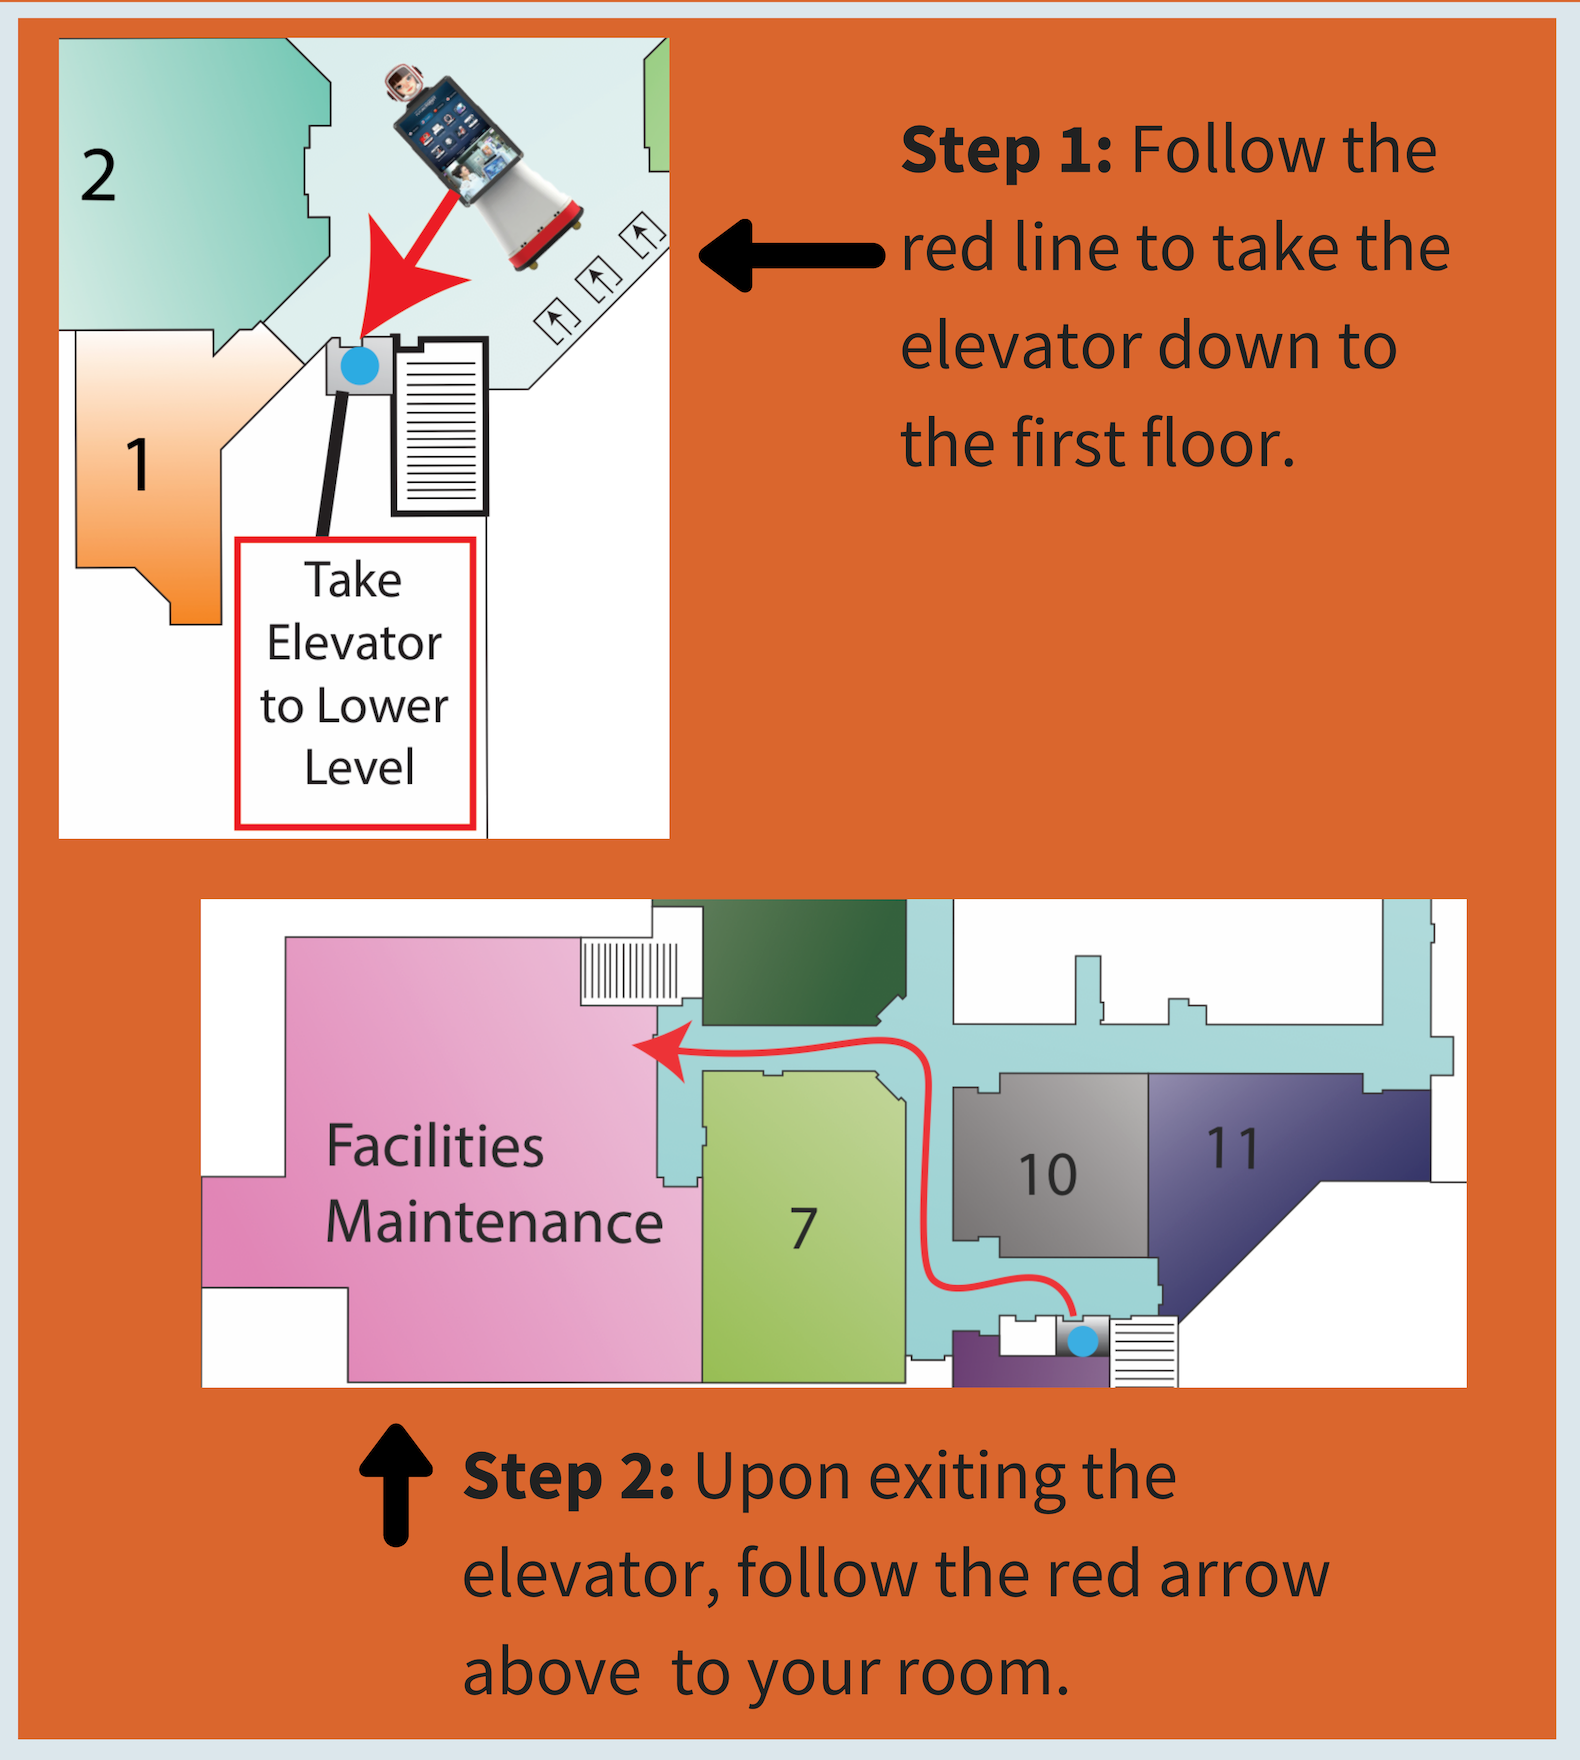 2
1
Take
Elevator
to Lower
Level
Step 1: Follow the
red line to take the
elevator down to
the first floor.
Facilities
Maintenance
7
10
11
Step 2: Upon exiting the
elevator, follow the red arrow
above  to your room.